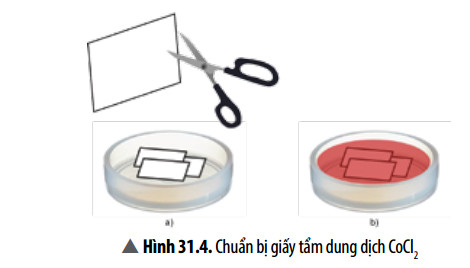 a)
b)
▲ Hình 31.4. Chuẩn bị giấy tẩm dung dịch CoCl₂